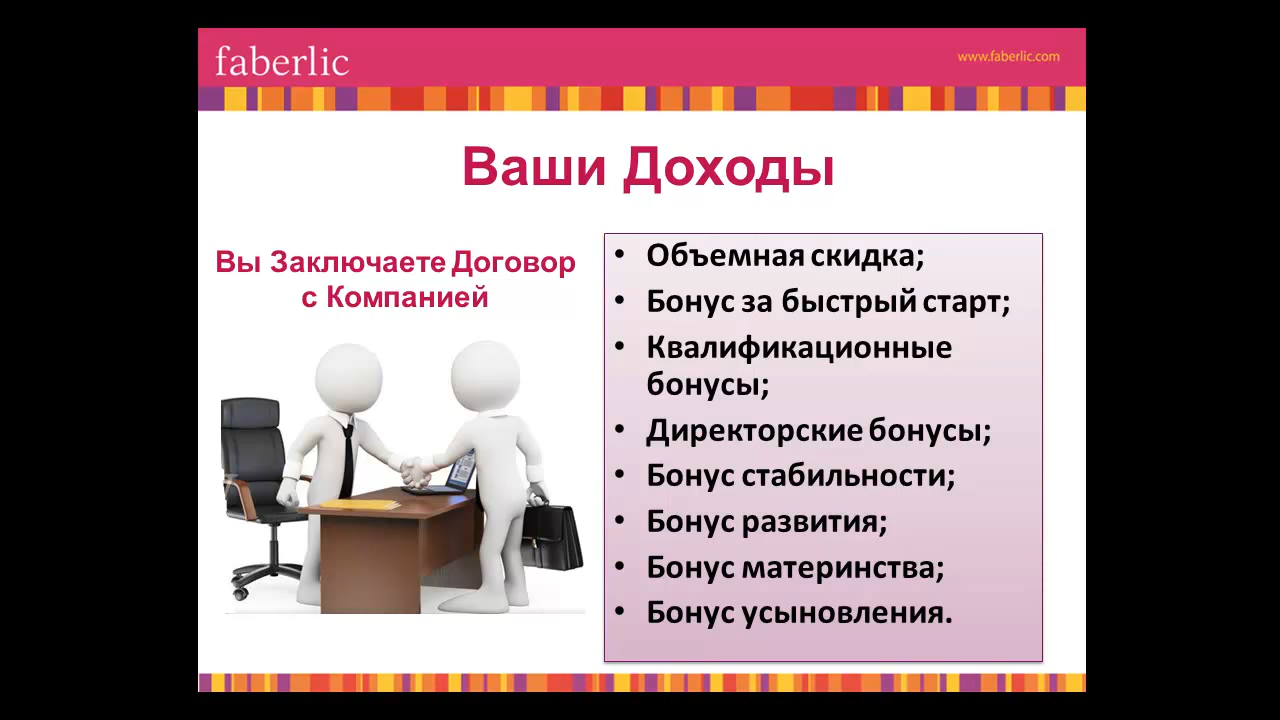 faberlic
www.faberlic.com
Ваши Доходы
Вы Заключаете Договор
с Компанией
• Объемная скидка;
• Бонус за быстрый старт;
• Квалификационные
бонусы;
• Директорские бонусы;
• Бонус стабильности;
• Бонус развития;
• Бонус материнства;
• Бонус усыновления.